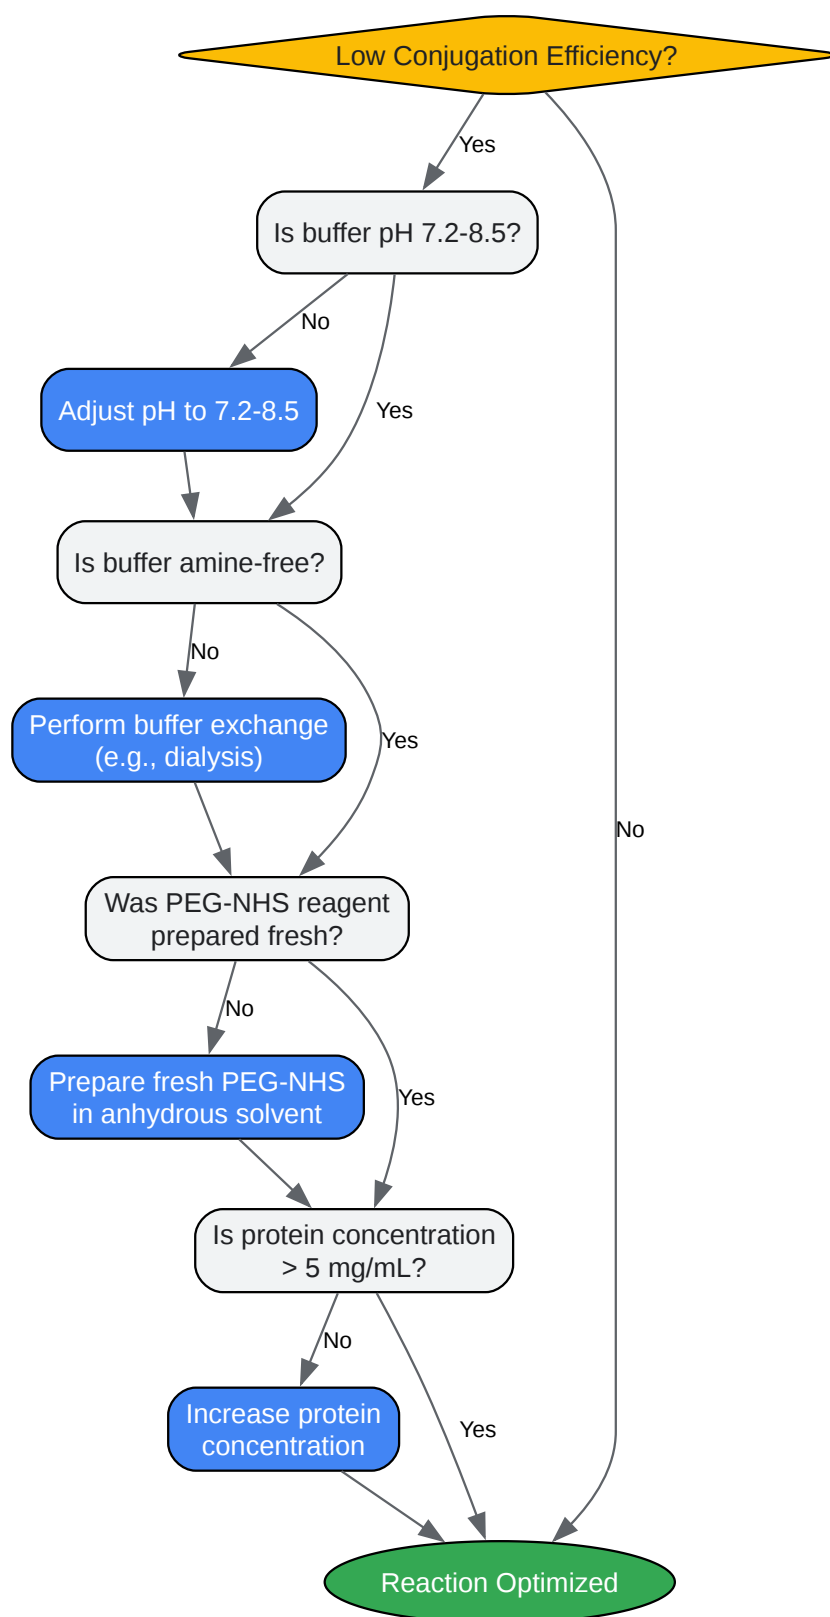 Low Conjugation Efficiency?
Yes
Is buffer pH 7.2-8.5?
No
Adjust pH to 7.2-8.5
Yes
Is buffer amine-free?
No
Perform buffer exchange
(e.g., dialysis)
Yes
No
Was PEG-NHS reagent
prepared fresh?
No
Prepare fresh PEG-NHS
in anhydrous solvent
Yes
Is protein concentration
> 5 mg/mL?
No
Increase protein
concentration
Yes
Reaction Optimized